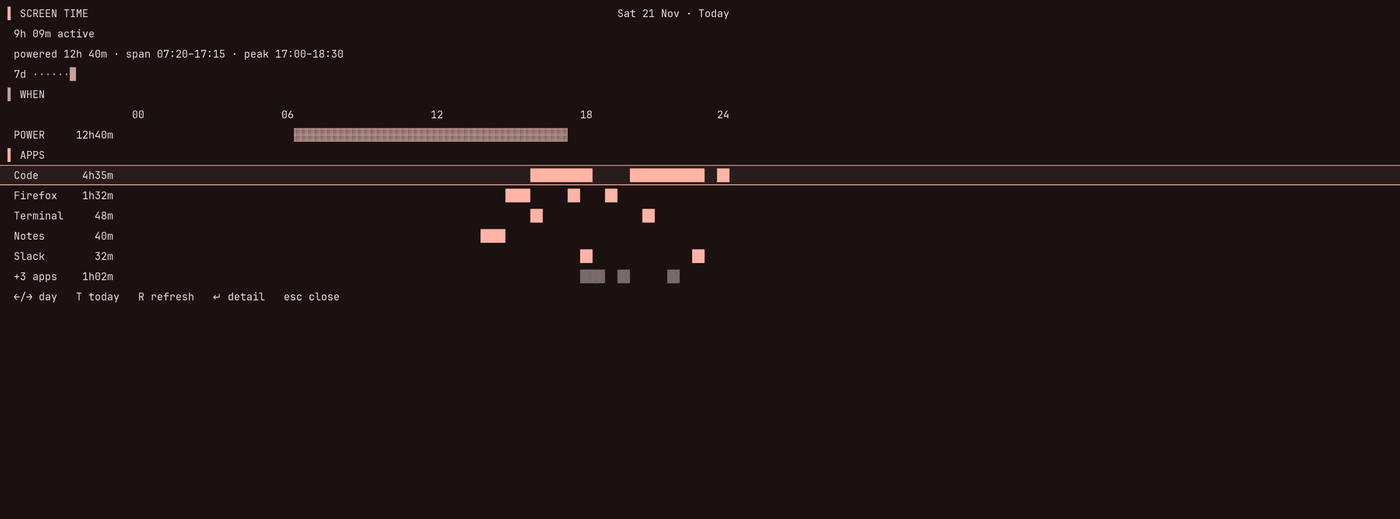 SCREEN TIME Sat 21 Nov · Today
9h 09m active
powered 12h 40m · span 07:20–17:15 · peak 17:00–18:30
7d ······
WHEN
00 06 12 18 24
POWER 12h40m
APPS
Code 4h35m
Firefox 1h32m
Terminal 48m
Notes 40m
Slack 32m
+3 apps 1h02m
←/→ day T today R refresh ↵ detail esc close